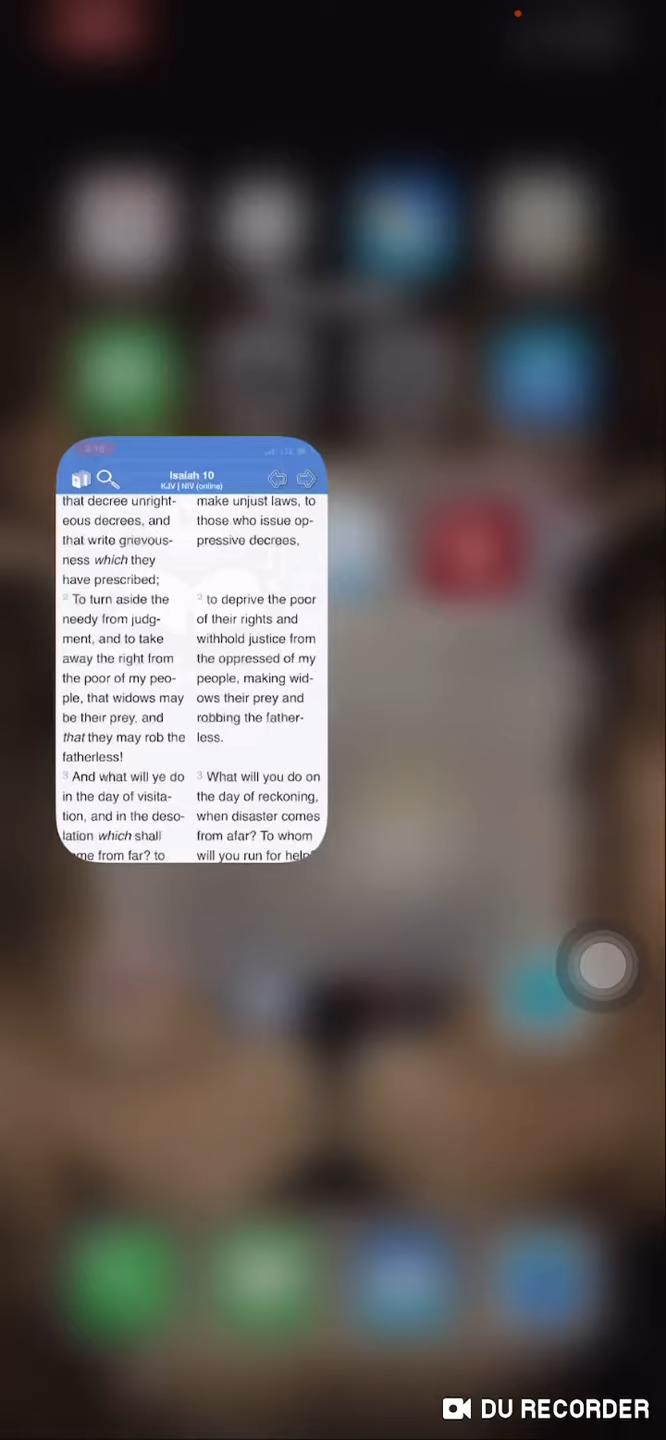 Isaiah 10
KJV | NIV (online)
that decree unright-
eous decrees, and
that write grievous-
ness which they
have prescribed;
2 To turn aside the
needy from judg-
ment, and to take
away the right from
the poor of my peo-
ple, that widows may
be their prey, and
that they may rob the
fatherless!
3 And what will ye do
in the day of visita-
tion, and in the deso-
lation which shall
me from far? to
make unjust laws, to
those who issue op-
pressive decrees,
2 to deprive the poor
of their rights and
withhold justice from
the oppressed of my
people, making wid-
ows their prey and
robbing the father-
less.
3 What will you do on
the day of reckoning,
when disaster comes
from afar? To whom
will you run for help
DU RECORDER